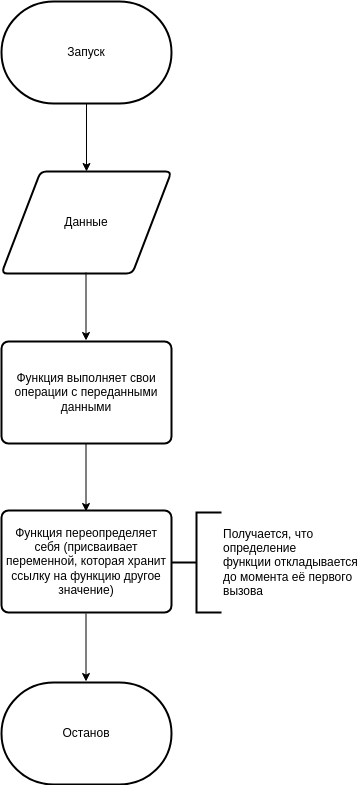 Запуск
Данные
Функция выполняет свои
операции с переданными
данными
Функция переопределяет
себя (присваивает
переменной, которая хранит
ссылку на функцию другое
значение)
Получается, что
определение
функции откладывается
до момента её первого
вызова
Останов